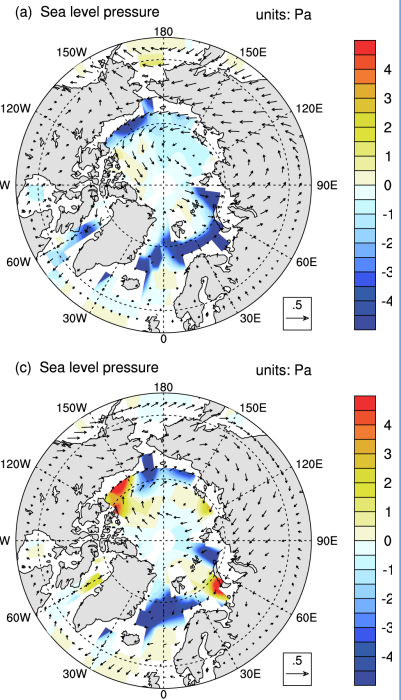 (a) Sea level pressure
units: Pa
180
150W
150E
120W
120E
W
90E
60W
60E
30W
30E
0
4
3
2
1
0
-1
-2
-3
-4
.5
(c) Sea level pressure
units: Pa
180
150W
150E
120W
120E
W
90E
60W
60E
30W
30E
0
4
3
2
1
0
-1
-2
-3
-4
.5